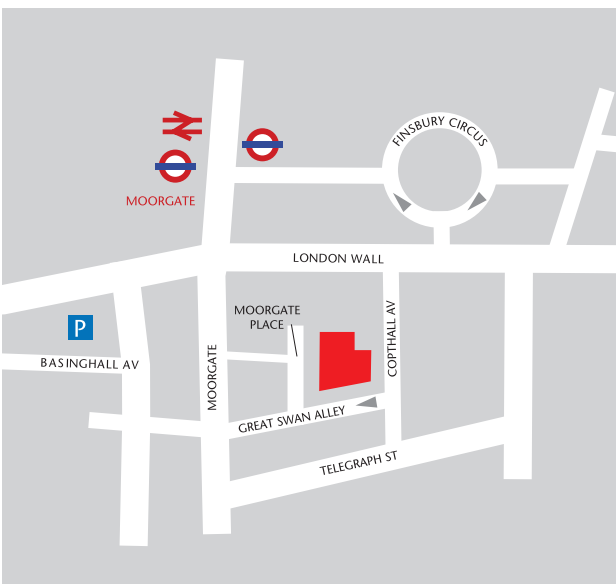 FINSBURY CIRCUS
MOORGATE
LONDON WALL
MOORGATE
PLACE
P
COPTHALL AV
BASINGHALL AV
MOORGATE
GREAT SWAN ALLEY
TELEGRAPH ST